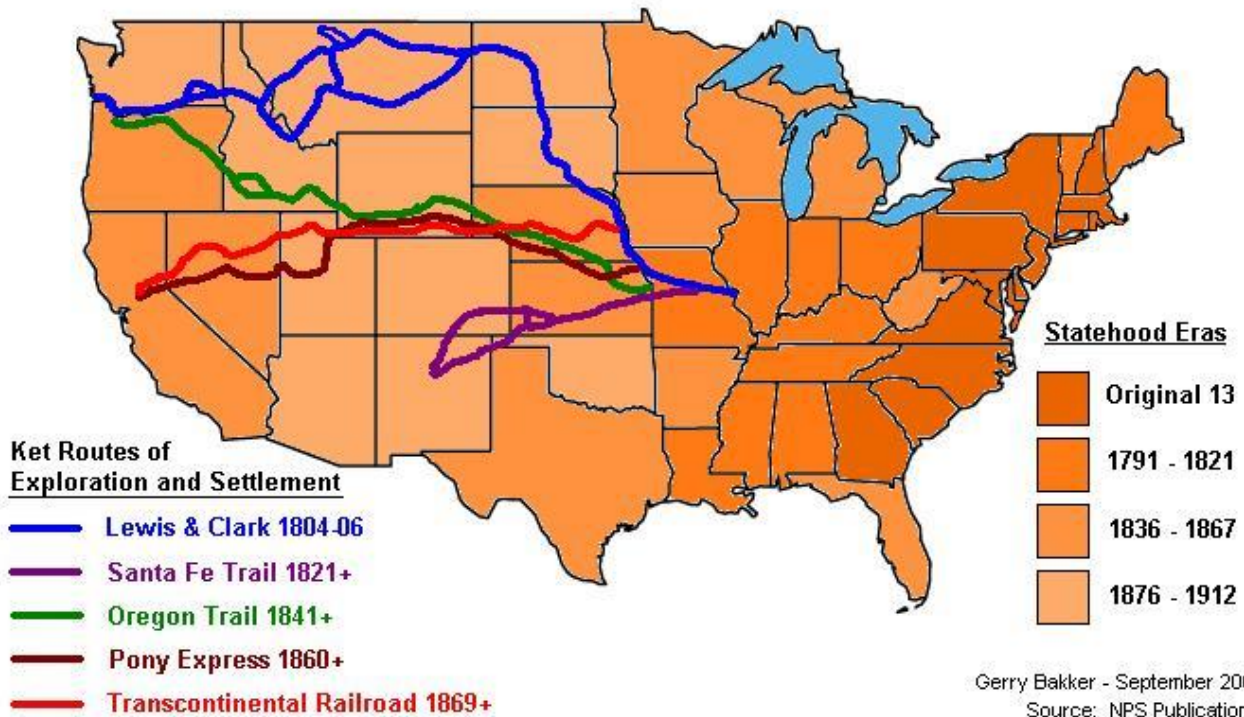 Statehood Eras
Original 13
1791 - 1821
1836 - 1867
1876 - 1912
Ket Routes of
Exploration and Settlement
Lewis & Clark 1804-06
Santa Fe Trail 1821+
Oregon Trail 1841+
Pony Express 1860+
Transcontinental Railroad 1869+
Gerry Bakker - September
Source: NPS Publication